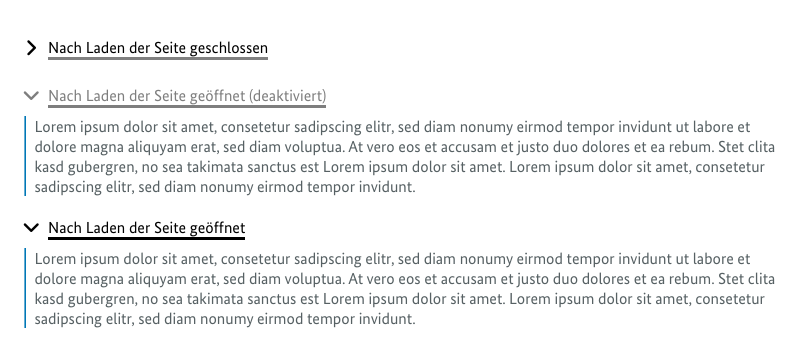 Nach Laden der Seite geschlossen
Nach Laden der Seite geöffnet (deaktiviert)
Lorem ipsum dolor sit amet, consetetur sadipscing elitr, sed diam nonumy eirmod tempor invidunt ut labore et
dolore magna aliquyam erat, sed diam voluptua. At vero eos et accusam et justo duo dolores et ea rebum. Stet clita
kasd gubergren, no sea takimata sanctus est Lorem ipsum dolor sit amet. Lorem ipsum dolor sit amet, consetetur
sadipscing elitr, sed diam nonumy eirmod tempor invidunt.
Nach Laden der Seite geöffnet
Lorem ipsum dolor sit amet, consetetur sadipscing elitr, sed diam nonumy eirmod tempor invidunt ut labore et
dolore magna aliquyam erat, sed diam voluptua. At vero eos et accusam et justo duo dolores et ea rebum. Stet clita
kasd gubergren, no sea takimata sanctus est Lorem ipsum dolor sit amet. Lorem ipsum dolor sit amet, consetetur
sadipscing elitr, sed diam nonumy eirmod tempor invidunt.